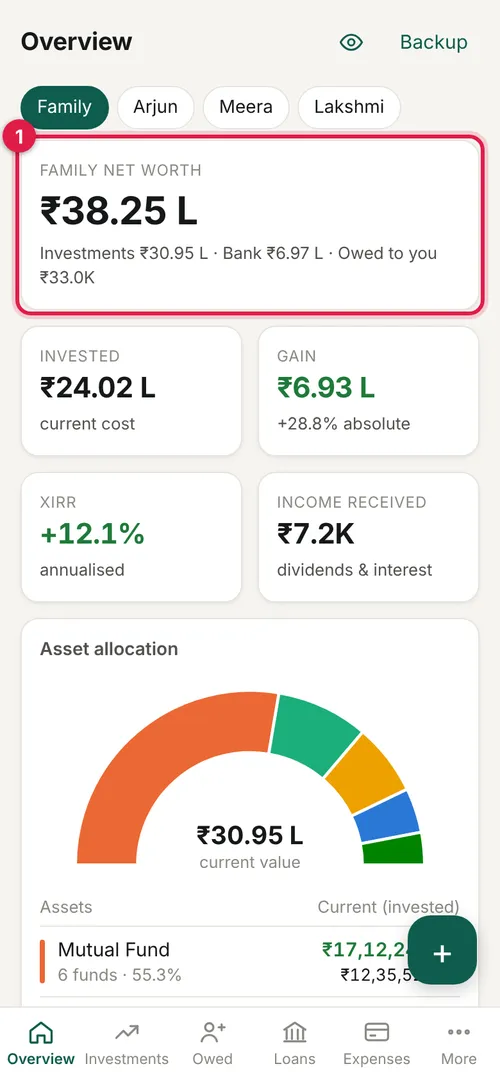 Overview
Backup
Family
Arjun
Meera
Lakshmi
1
FAMILY NET WORTH
₹38.25 L
Investments ₹30.95 L · Bank ₹6.97 L · Owed to you
₹33.0K
INVESTED
₹24.02 L
current cost
GAIN
₹6.93 L
+28.8% absolute
XIRR
+12.1%
annualised
INCOME RECEIVED
₹7.2K
dividends & interest
Asset allocation
₹30.95 L
current value
Assets
Current (invested)
Mutual Fund
6 funds · 55.3%
+
Overview
Investments
Owed
Loans
Expenses
More